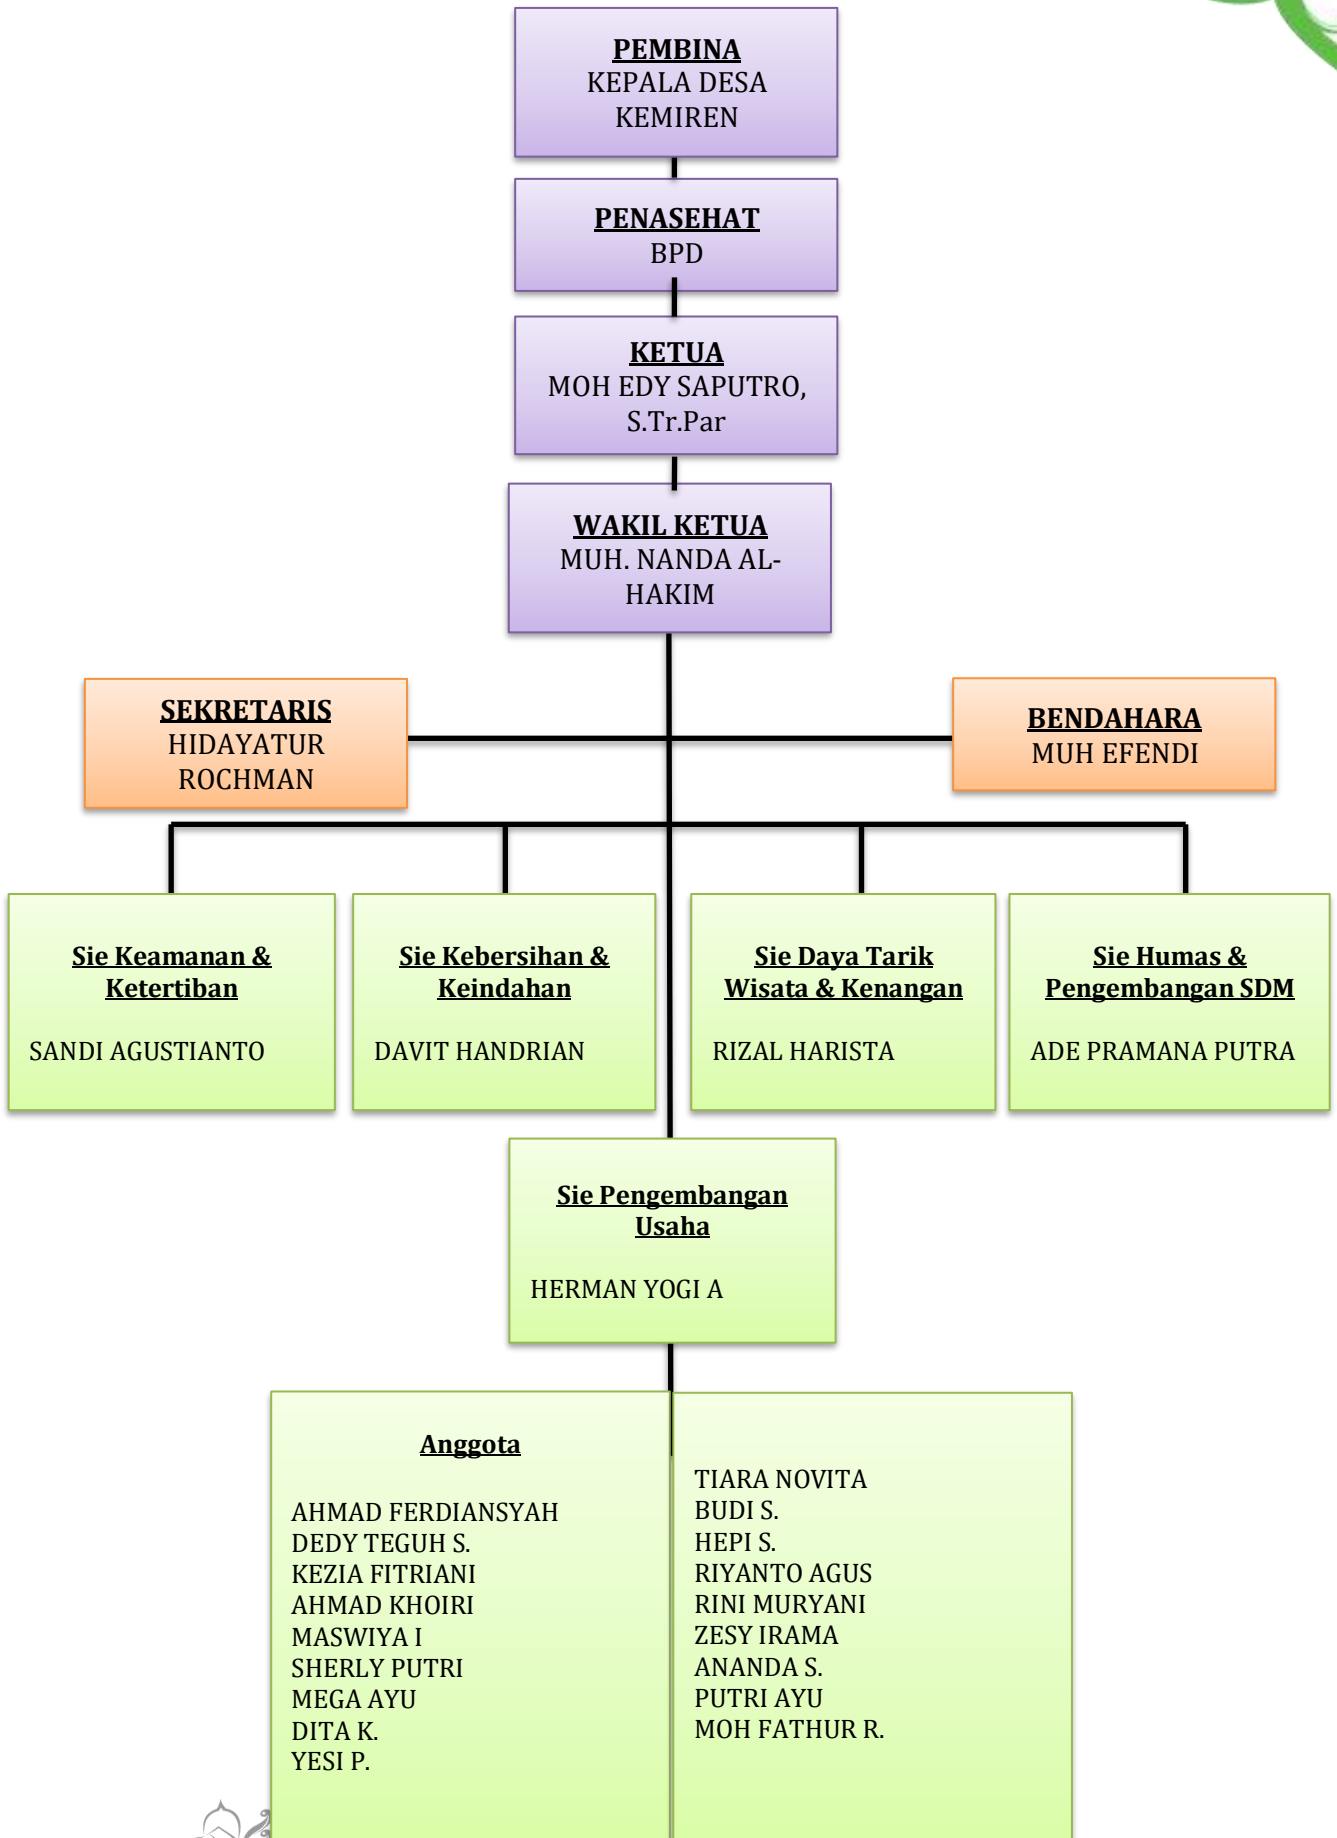 PEMBINA
KEPALA DESA
KEMIREN
PENASEHAT
BPD
KETUA
MOH EDY SAPUTRO,
S.Tr.Par
WAKIL KETUA
MUH. NANDA AL-
HAKIM
SEKRETARIS
HIDAYATUR
ROCHMAN
BENDAHARA
MUH EFENDI
Sie Keamanan &
Ketertiban
SANDI AGUSTIANTO
Sie Kebersihan &
Keindahan
DAVIT HANDRIAN
Sie Daya Tarik
Wisata & Kenangan
RIZAL HARISTA
Sie Humas &
Pengembangan SDM
ADE PRAMANA PUTRA
Sie Pengembangan
Usaha
HERMAN YOGI A
Anggota
AHMAD FERDIANSYAH
DEDY TEGUH S.
KEZIA FITRIANI
AHMAD KHOIRI
MASWIYA I
SHERLY PUTRI
MEGA AYU
DITA K.
YESI P.
TIARA NOVITA
BUDI S.
HEPI S.
RIYANTO AGUS
RINI MURYANI
ZESY IRAMA
ANANDA S.
PUTRI AYU
MOH FATHUR R.